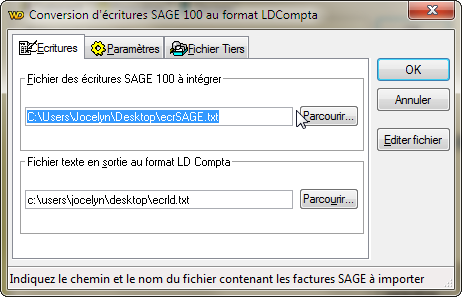 Conversion d'écritures SAGE 100 au format LDCompta
Ecritures
Paramètres
Fichier Tiers
Fichier des écritures SAGE 100 à intégrer
C:\Users\Jocelyn\Desktop\ecrSAGE.txt
Parcourir...
Fichier texte en sortie au format LD Compta
c:\users\jocelyn\desktop\ecrld.txt
Parcourir...
OK
Annuler
Editer fichier
Indiquez le chemin et le nom du fichier contenant les factures SAGE à importer